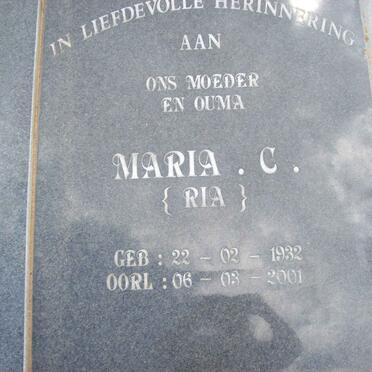 IN LIEFDEVOLLE HERINNERING
AAN
ONS MOEDER
EN OUMA
MARIA . C .
{ RIA }
GEB : 22 - 02 - 1932
OORL : 06 - 03 - 2001